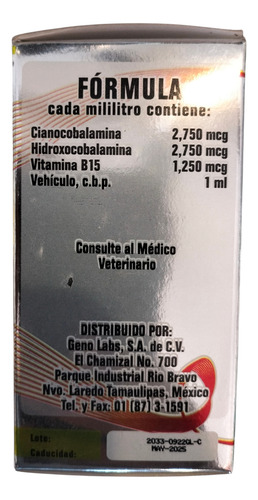 FÓRMULA
cada mililitro contiene:
Cianocobalamina 2,750 mcg
Hidroxocobalamina 2,750 mcg
Vitamina B15 1,250 mcg
Vehículo, c.b.p. 1 ml
Consulte al Médico
Veterinario
DISTRIBUIDO POR:
Geno Labs, S.A. de C.V.
El Chamizal No. 700
Parque Industrial Río Bravo
Nvo. Laredo Tamaulipas, México
Tel. y Fax: 01 (87) 3-1591
Lote: 2033-0922GL-C
Caducidad: MAY-2025